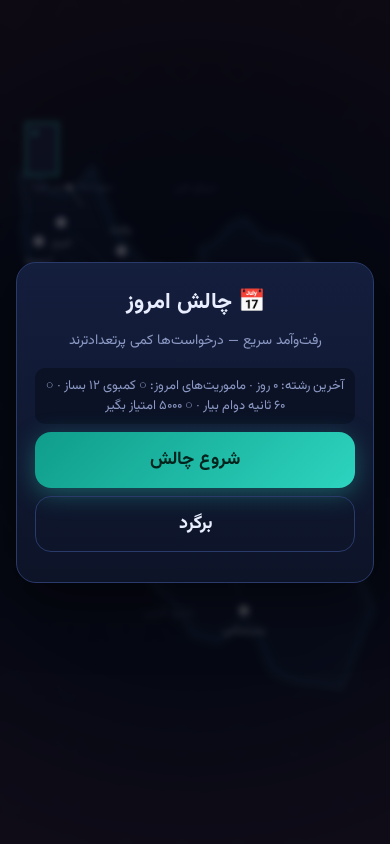 📅 چالش امروز
رفت‌وآمد سریع — درخواست‌ها کمی پرتعدادترند
آخرین رشته: ۰ روز · ماموریت‌های امروز: ○ کمبوی ۱۲ بساز · ○
۶۰ ثانیه دوام بیار · ○ ۵۰۰۰ امتیاز بگیر
شروع چالش
برگرد